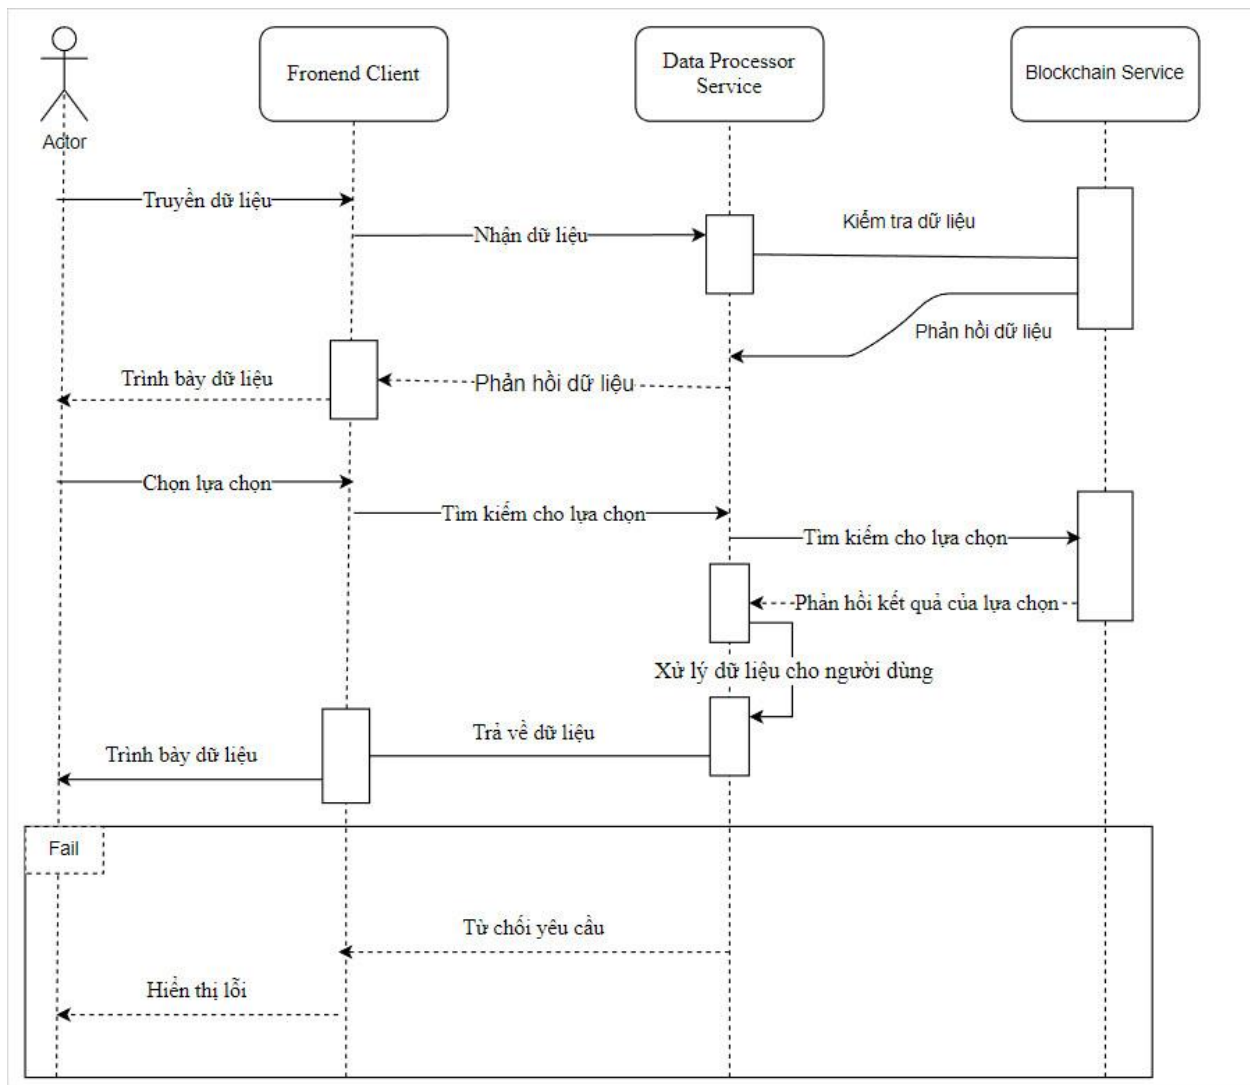 Fronend Client
Data Processor
Service
Blockchain Service
Actor
Truyền dữ liệu
Kiểm tra dữ liệu
Nhận dữ liệu
Phản hồi dữ liệu
Trình bày dữ liệu
Phản hồi dữ liệu
Chọn lựa chọn
Tìm kiếm cho lựa chọn
Tìm kiếm cho lựa chọn
Phản hồi kết quả của lựa chọn
Xử lý dữ liệu cho người dùng
Trả về dữ liệu
Trình bày dữ liệu
Fail
Từ chối yêu cầu
Hiển thị lỗi